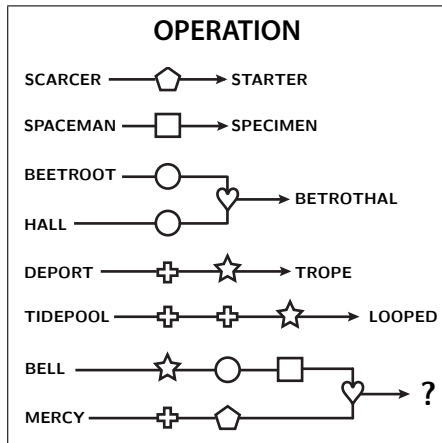 OPERATION
SCARCER STARTER
SPACEMAN SPECIMEN
BEETROOT
BETROTHAL
HALL
DEPORT TROPE
TIDEPOOL LOOPED
BELL
?
MERCY